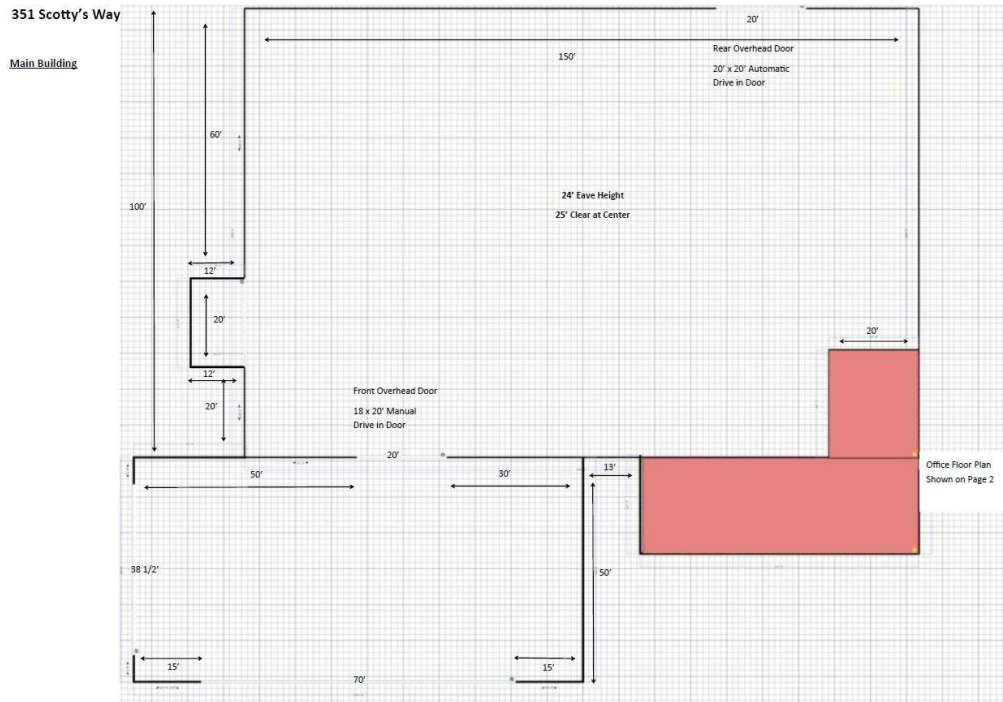 351 Scotty's Way
Main Building
20'
150'
Rear Overhead Door
20' x 20' Automatic
Drive in Door
60'
24' Eave Height
25' Clear at Center
100'
12'
20'
12'
20'
20'
Front Overhead Door
18 x 20' Manual
Drive in Door
20'
50'
30'
13'
Office Floor Plan
Shown on Page 2
38 1/2'
50'
15'
15'
70'